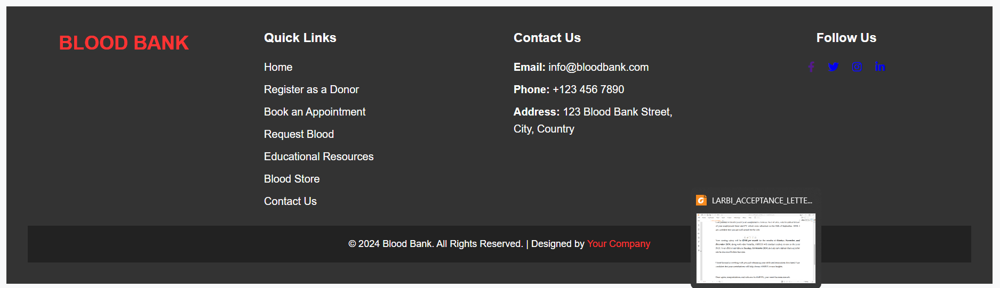 BLOOD BANK
Quick Links
Home
Register as a Donor
Book an Appointment
Request Blood
Educational Resources
Blood Store
Contact Us
Contact Us
Email: info@bloodbank.com
Phone: +123 456 7890
Address: 123 Blood Bank Street,
City, Country
Follow Us
© 2024 Blood Bank. All Rights Reserved. | Designed by Your Company
LARBI_ACCEPTANCE_LETTE...